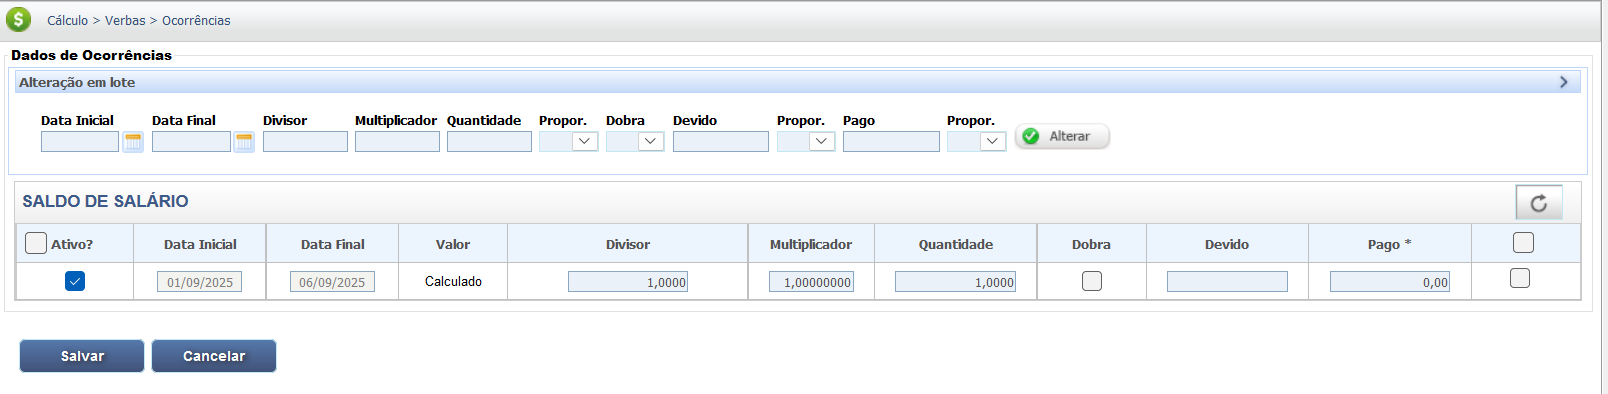 Cálculo > Verbas > Ocorrências
Dados de Ocorrências
Alteração em lote
Data Inicial Data Final Divisor Multiplicador Quantidade Propor. Dobra Devido Propor. Pago Propor.
Alterar
SALDO DE SALÁRIO
Ativo? Data Inicial Data Final Valor Divisor Multiplicador Quantidade Dobra Devido Pago *
01/09/2025 06/09/2025 Calculado 1,0000 1,00000000 1,0000 0,00
Salvar Cancelar